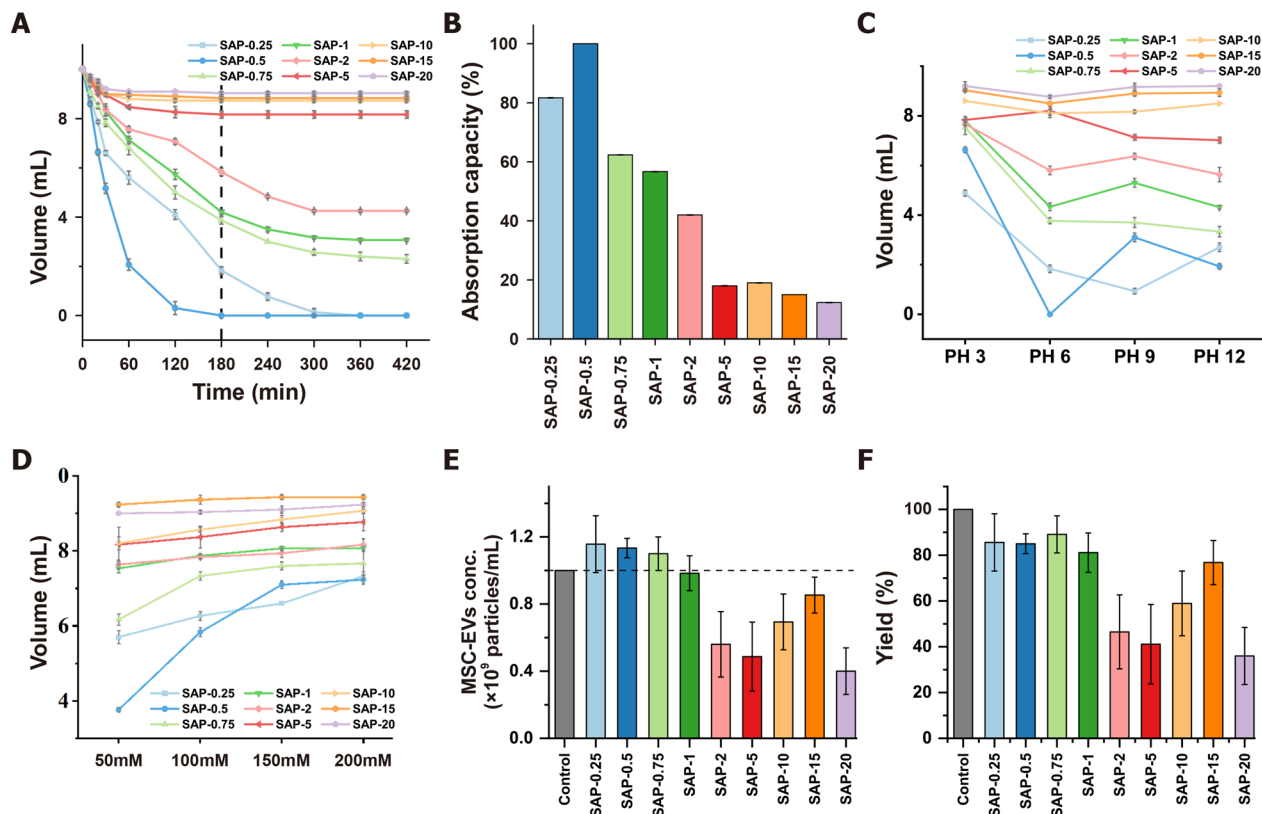 A
SAP-0.25 SAP-1 SAP-10
SAP-0.5 SAP-2 SAP-15
SAP-0.75 SAP-5 SAP-20
8
4
0
Volume (mL)
0 60 120 180 240 300 360 420
Time (min)
B
100
80
60
40
20
0
Absorption capacity (%)
SAP-0.25
SAP-0.5
SAP-0.75
SAP-1
SAP-2
SAP-5
SAP-10
SAP-15
SAP-20
C
SAP-0.25 SAP-1 SAP-10
SAP-0.5 SAP-2 SAP-15
SAP-0.75 SAP-5 SAP-20
8
4
0
Volume (mL)
PH 3 PH 6 PH 9 PH 12
D
0
8
6
4
Volume (mL)
SAP-0.25 SAP-1 SAP-10
SAP-0.5 SAP-2 SAP-15
SAP-0.75 SAP-5 SAP-20
50mM 100mM 150mM 200mM
E
1.2
0.8
0.4
0.0
MSC-EVs conc.
(×10⁹ particles/mL)
Control
SAP-0.25
SAP-0.5
SAP-0.75
SAP-1
SAP-2
SAP-5
SAP-10
SAP-15
SAP-20
F
100
80
60
40
20
0
Yield (%)
Control
SAP-0.25
SAP-0.5
SAP-0.75
SAP-1
SAP-2
SAP-5
SAP-10
SAP-15
SAP-20